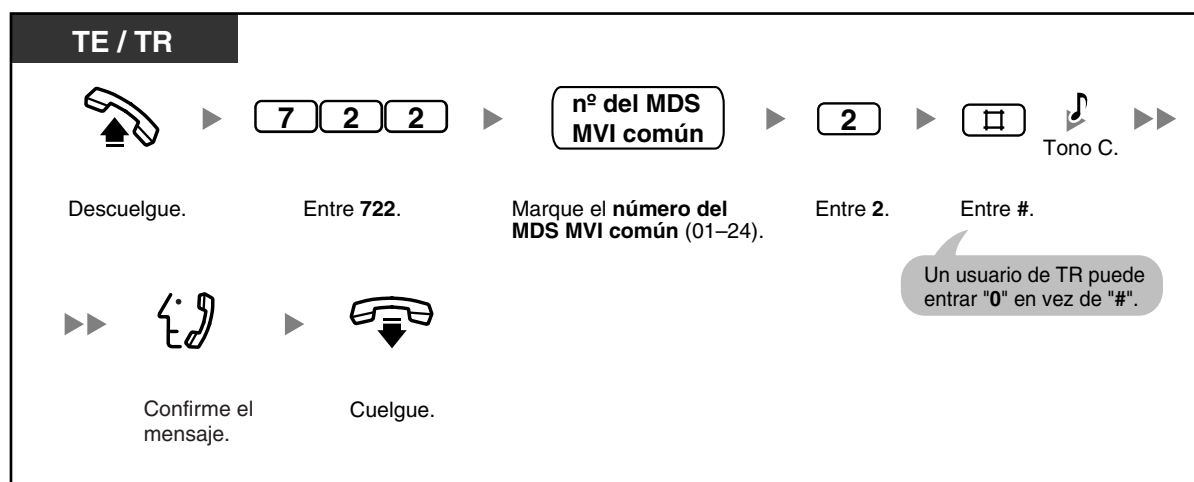 TE / TR
7 2 2
nº del MDS
MVI común
2
Tono C.
Descuelgue.
Entre 722.
Marque el número del
MDS MVI común (01–24).
Entre 2.
Entre #.
Un usuario de TR puede
entrar "0" en vez de "#".
Confirme el
mensaje.
Cuelgue.